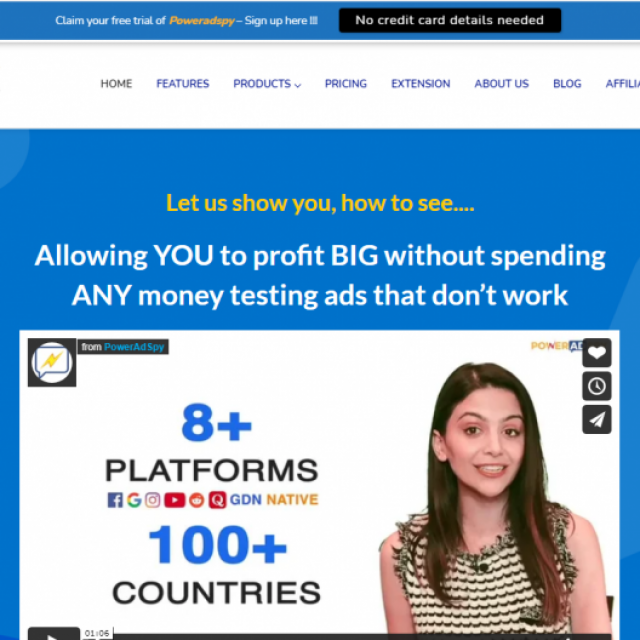 Claim your free trial of Poweradspy – Sign up here !!! No credit card details needed
HOME FEATURES PRODUCTS PRICING EXTENSION ABOUT US BLOG AFFILIA
Let us show you, how to see....
Allowing YOU to profit BIG without spending
ANY money testing ads that don't work
from PowerAdSpy
POWERAD
8+
PLATFORMS
GDN NATIVE
100+
COUNTRIES
01:06